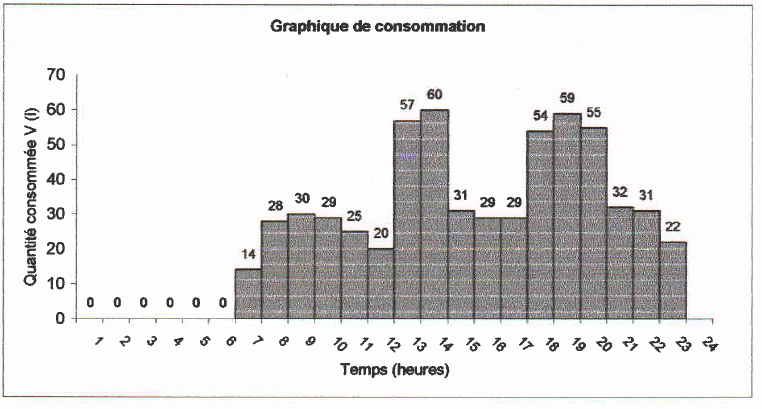 Graphique de consommation
Quantité consommée V (l)
70
60
50
40
30
20
10
0
0 0 0 0 0 0 14 28 30 29 25 20 57 60 31 29 29 54 59 55 32 31 22
1 2 3 4 5 6 7 8 9 10 11 12 13 14 15 16 17 18 19 20 21 22 23 24
Temps (heures)